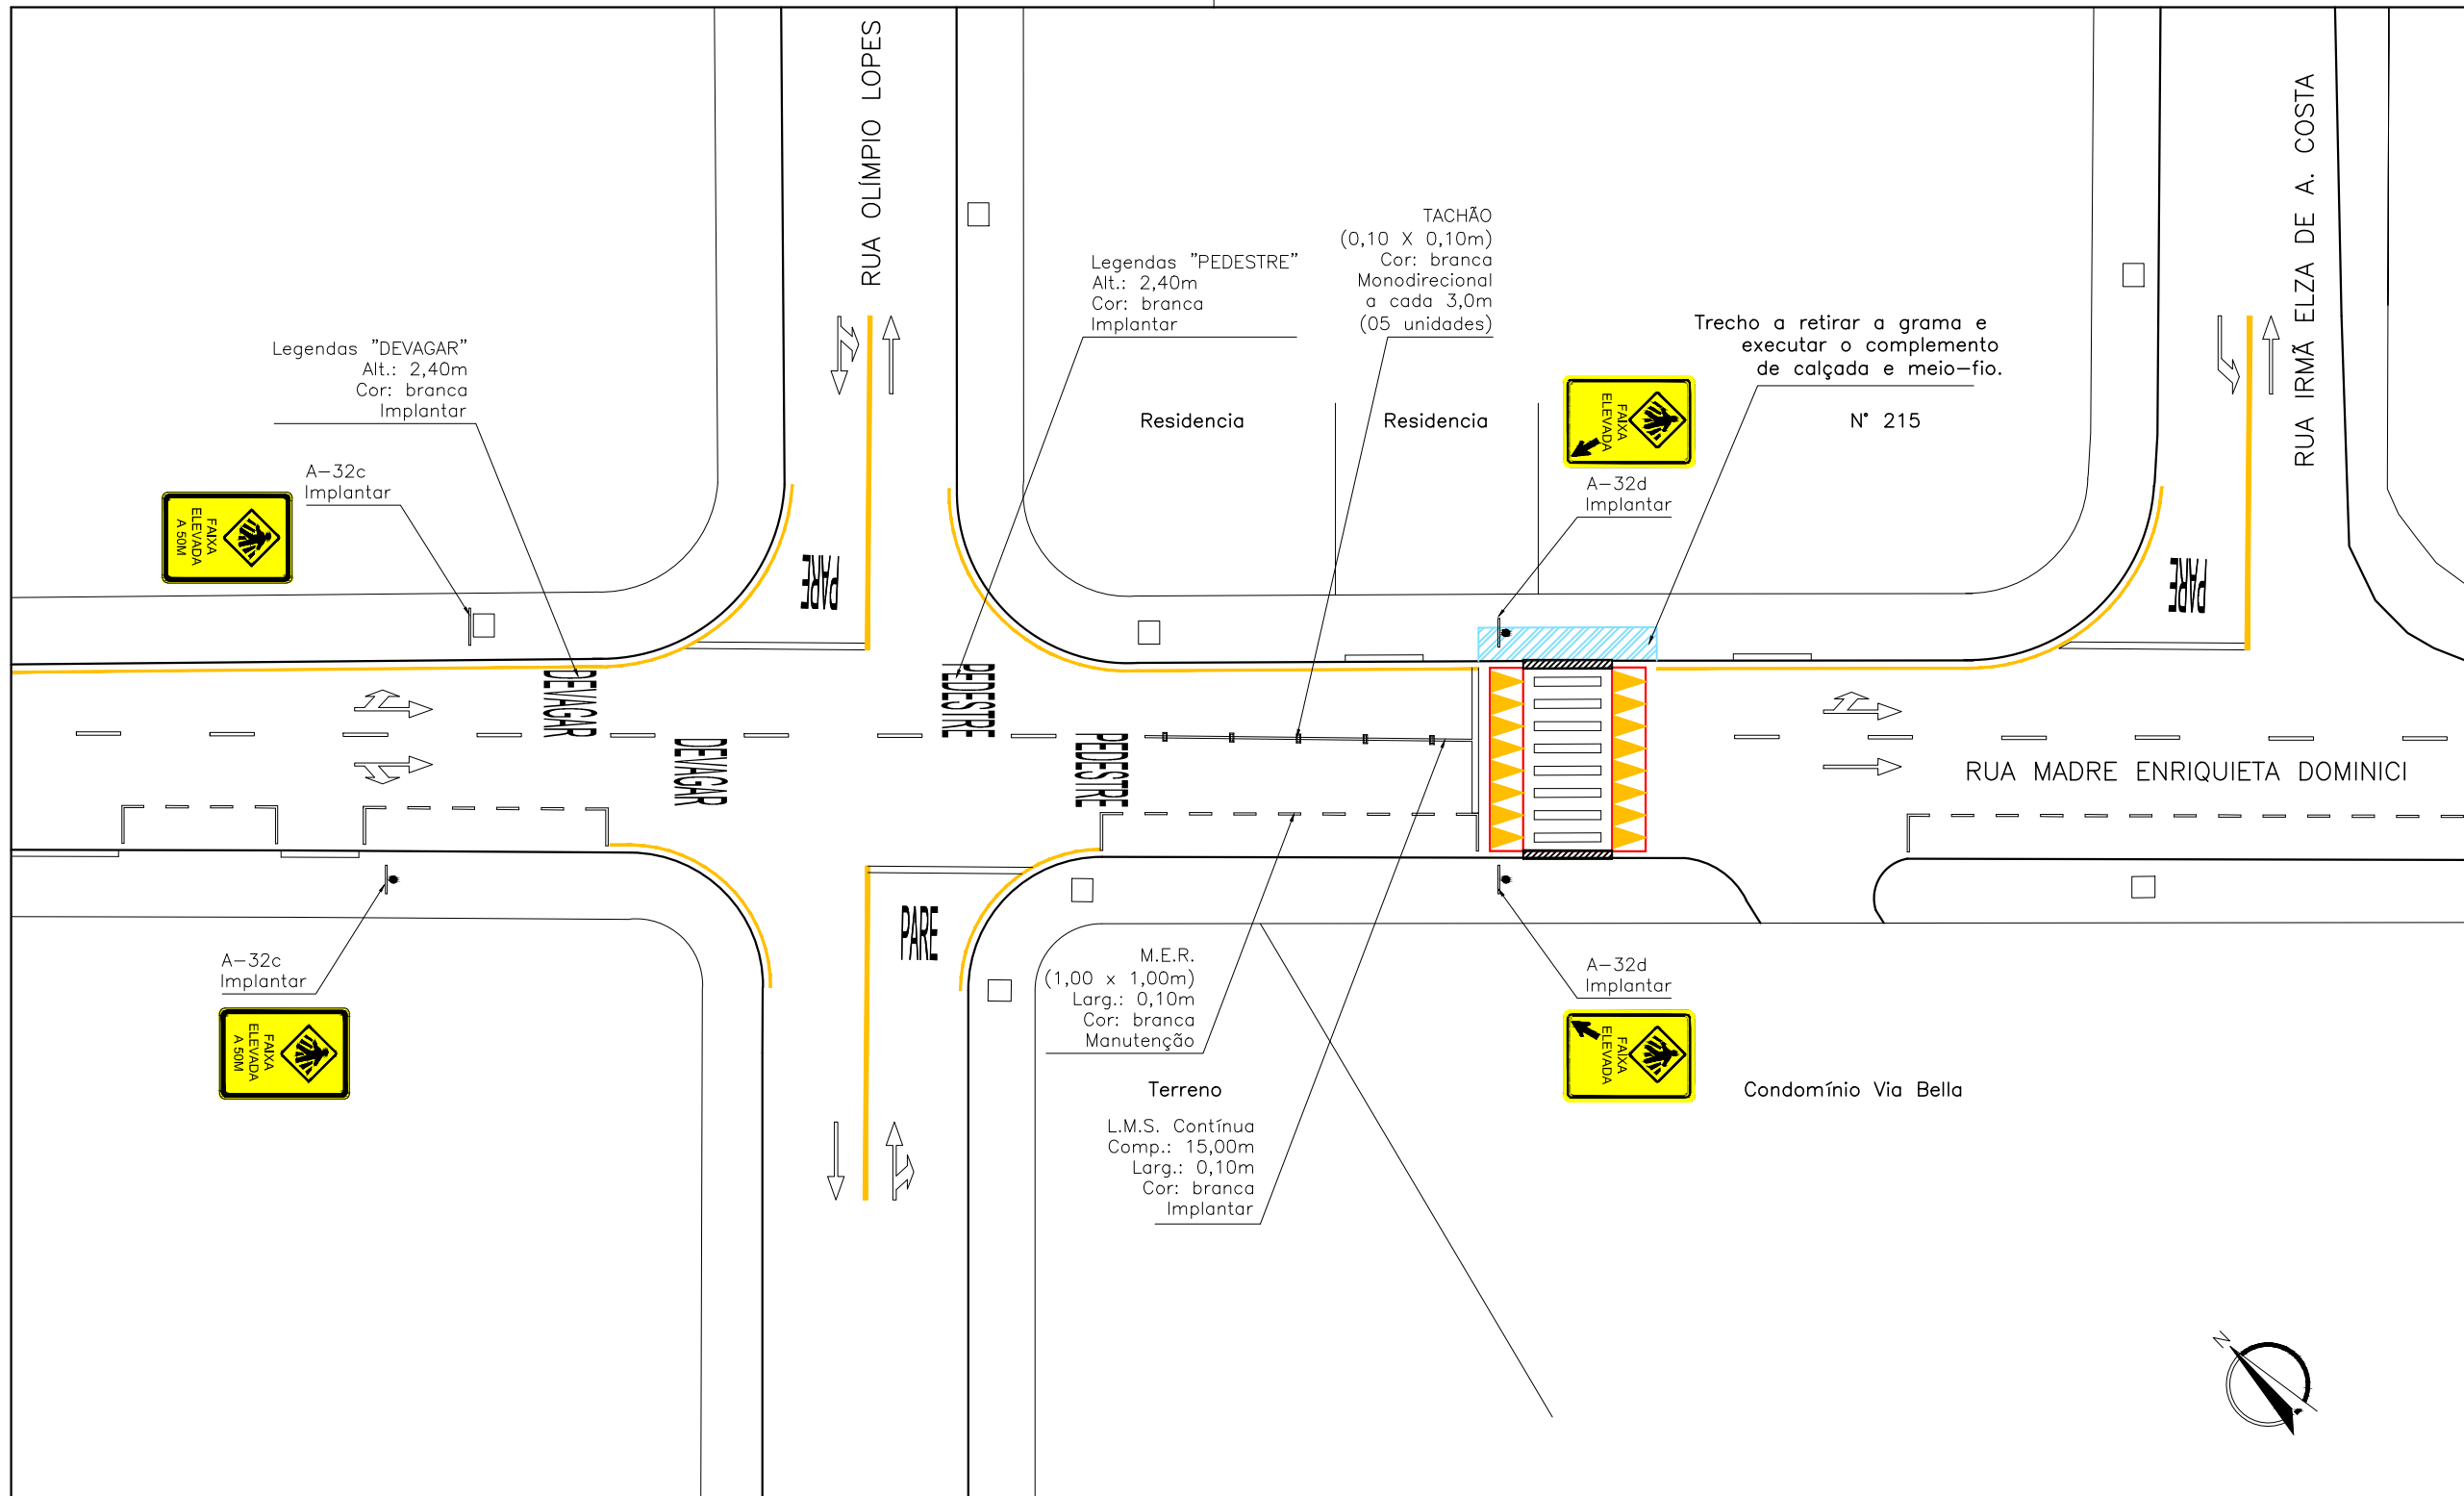 RUA OLÍMPIO LOPES
RUA IRMÃ ELZA DE A. COSTA
TACHÃO
(0,10 X 0,10m)
Cor: branca
Monodirecional
a cada 3,0m
(05 unidades)
Legendas "PEDESTRE"
Alt.: 2,40m
Cor: branca
Implantar
Trecho a retirar a grama e
executar o complemento
de calçada e meio-fio.
Legendas "DEVAGAR"
Alt.: 2,40m
Cor: branca
Implantar
Residencia
Residencia
N° 215
FAIXA
ELEVADA
A-32c
Implantar
A-32d
Implantar
FAIXA
ELEVADA
A 50M
PARE
PARE
DEVAGAR
PEDESTRE
DEVAGAR
PEDESTRE
RUA MADRE ENRIQUIETA DOMINICI
PARE
A-32c
Implantar
M.E.R.
(1,00 x 1,00m)
Larg.: 0,10m
Cor: branca
Manutenção
A-32d
Implantar
FAIXA
ELEVADA
A 50M
FAIXA
ELEVADA
Terreno
Condomínio Via Bella
L.M.S. Contínua
Comp.: 15,00m
Larg.: 0,10m
Cor: branca
Implantar
N